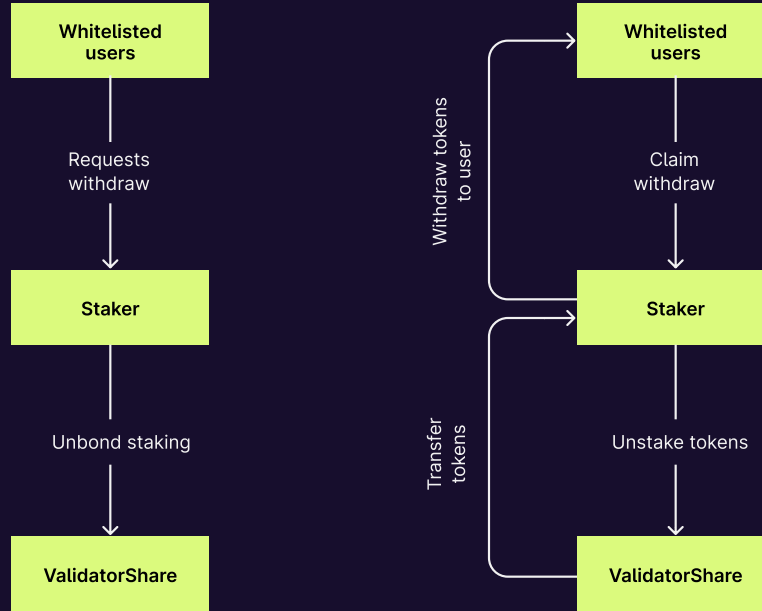 Whitelisted
users
Requests
withdraw
Staker
Unbond staking
ValidatorShare
Whitelisted
users
Withdraw tokens
to user
Claim
withdraw
Staker
Transfer
tokens
Unstake tokens
ValidatorShare